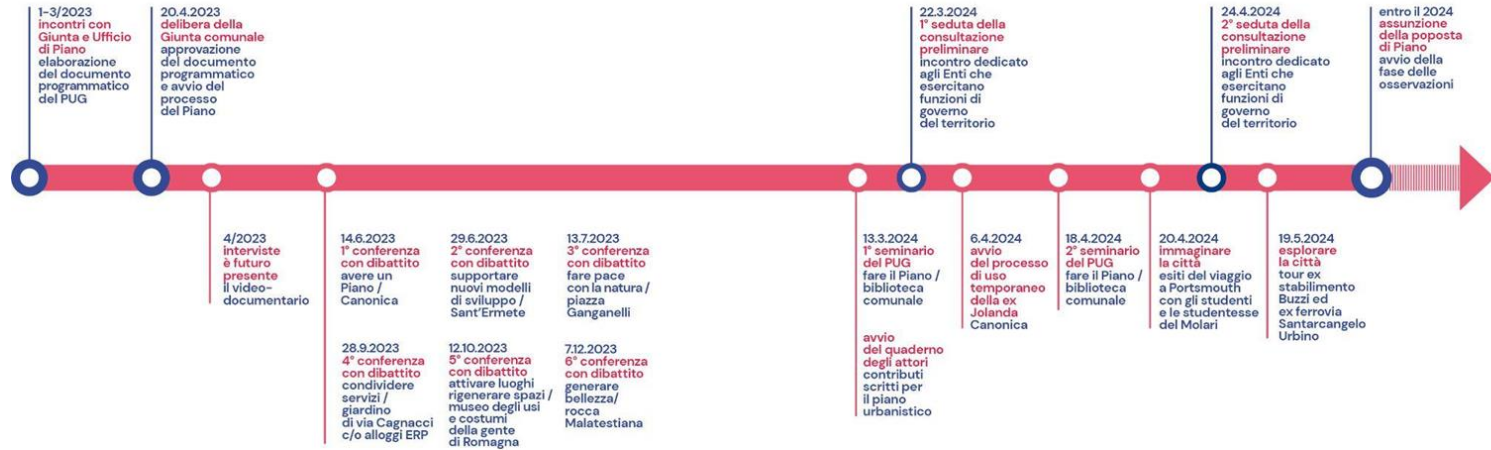 1-3/2023
incontri con
Giunta e Ufficio
di Piano
elaborazione
del documento
programmatico
del PUG
20.4.2023
delibera della
Giunta comunale
approvazione
del documento
programmatico
e avvio del
processo
del Piano
22.3.2024
1° seduta della
consultazione
preliminare
incontro dedicato
agli Enti che
esercitano
funzioni di
governo
del territorio
24.4.2024
2° seduta della
consultazione
preliminare
incontro dedicato
agli Enti che
esercitano
funzioni di
governo
del territorio
entro il 2024
assunzione
della poposta
di Piano
avvio della
fase delle
osservazioni
4/2023
interviste
è futuro
presente
il video-
documentario
14.6.2023
1° conferenza
con dibattito
avere un
Piano /
Canonica
29.6.2023
2° conferenza
con dibattito
supportare
nuovi modelli
di sviluppo /
Sant'Ermete
13.7.2023
3° conferenza
con dibattito
fare pace
con la natura /
piazza
Ganganelli
28.9.2023
4° conferenza
con dibattito
condividere
servizi /
giardino
di via Cagnacci
c/o alloggi ERP
12.10.2023
5° conferenza
con dibattito
attivare luoghi
rigenerare spazi /
museo degli usi
e costumi
della gente
di Romagna
7.12.2023
6° conferenza
con dibattito
generare
bellezza/
rocca
Malatestiana
13.3.2024
1° seminario
del PUG
fare il Piano /
biblioteca
comunale
avvio
del quaderno
degli attori
contributi
scritti per
il piano
urbanistico
6.4.2024
avvio
del processo
di uso
temporaneo
della ex
Jolanda
Canonica
18.4.2024
2° seminario
del PUG
fare il Piano /
biblioteca
comunale
20.4.2024
immaginare
la città
esiti del viaggio
a Portsmouth
con gli studenti
e le studentesse
del Molari
19.5.2024
esplorare
la città
tour ex
stabilimento
Buzzi ed
ex ferrovia
Santarcangelo
Urbino